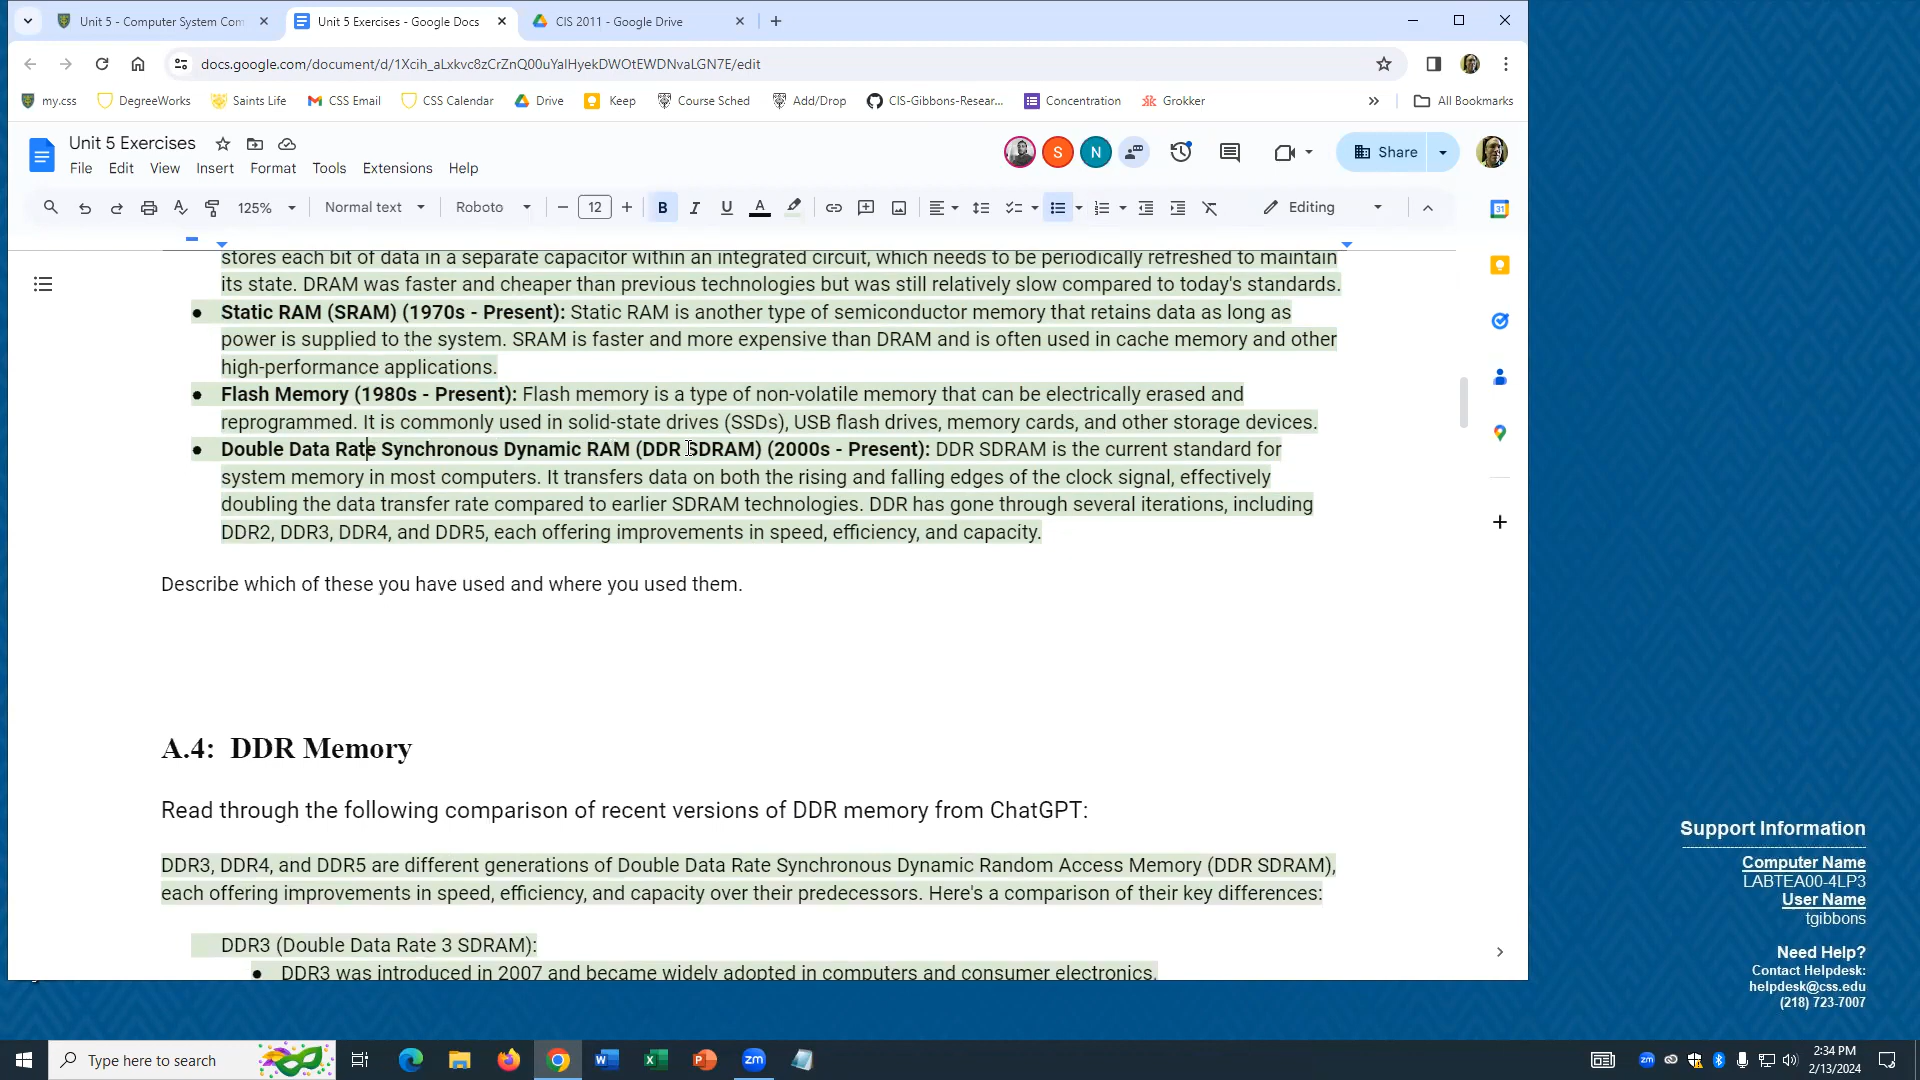 Unit 5 - Computer System Com
Unit 5 Exercises - Google Docs
CIS 2011 - Google Drive
docs.google.com/document/d/1Xcih_aLxkvc8zCrZnQ00uYalHyekDWOtEWDNvaLGN7E/edit
my.css
DegreeWorks
Saints Life
CSS Email
CSS Calendar
Drive
Keep
Course Sched
Add/Drop
CIS-Gibbons-Resear...
Concentration
Grokker
All Bookmarks
Unit 5 Exercises
S
N
Share
File Edit View Insert Format Tools Extensions Help
125%
Normal text
Roboto
12
B I U A
Editing
stores each bit of data in a separate capacitor within an integrated circuit, which needs to be periodically refreshed to maintain
its state. DRAM was faster and cheaper than previous technologies but was still relatively slow compared to today's standards.
● Static RAM (SRAM) (1970s - Present): Static RAM is another type of semiconductor memory that retains data as long as
power is supplied to the system. SRAM is faster and more expensive than DRAM and is often used in cache memory and other
high-performance applications.
● Flash Memory (1980s - Present): Flash memory is a type of non-volatile memory that can be electrically erased and
reprogrammed. It is commonly used in solid-state drives (SSDs), USB flash drives, memory cards, and other storage devices.
● Double Data Rate Synchronous Dynamic RAM (DDR SDRAM) (2000s - Present): DDR SDRAM is the current standard for
system memory in most computers. It transfers data on both the rising and falling edges of the clock signal, effectively
doubling the data transfer rate compared to earlier SDRAM technologies. DDR has gone through several iterations, including
DDR2, DDR3, DDR4, and DDR5, each offering improvements in speed, efficiency, and capacity.
Describe which of these you have used and where you used them.
A.4: DDR Memory
Read through the following comparison of recent versions of DDR memory from ChatGPT:
DDR3, DDR4, and DDR5 are different generations of Double Data Rate Synchronous Dynamic Random Access Memory (DDR SDRAM),
each offering improvements in speed, efficiency, and capacity over their predecessors. Here's a comparison of their key differences:
DDR3 (Double Data Rate 3 SDRAM):
● DDR3 was introduced in 2007 and became widely adopted in computers and consumer electronics.
Support Information
Computer Name
LABTEA00-4LP3
User Name
tgibbons
Need Help?
Contact Helpdesk:
helpdesk@css.edu
(218) 723-7007
Type here to search
zm
2:34 PM
2/13/2024